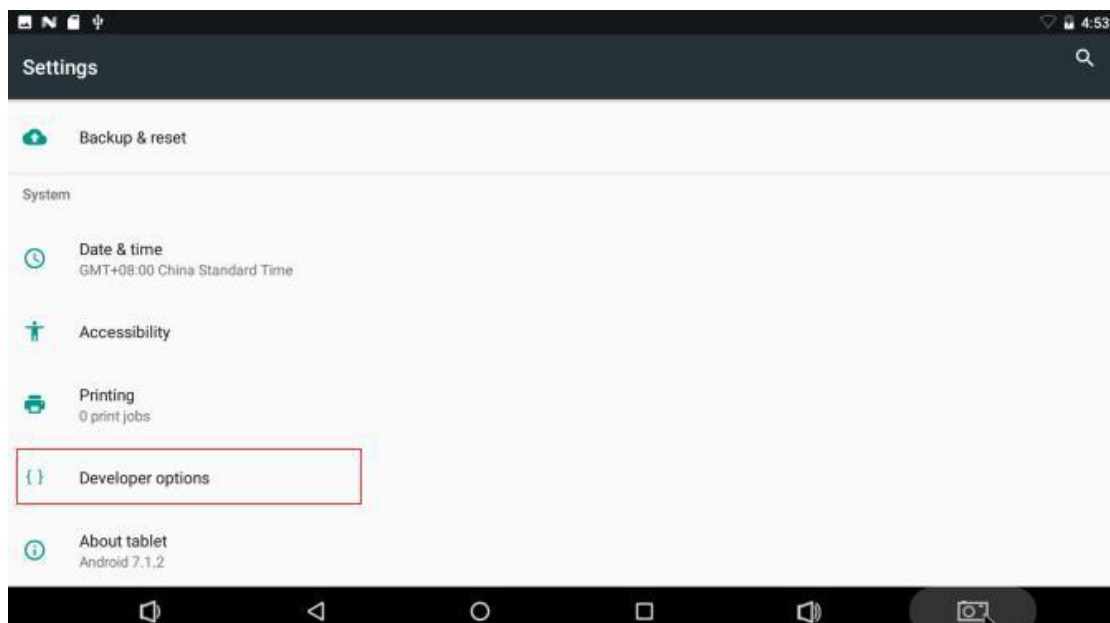 4:53
Settings
Backup & reset
System
Date & time
GMT+08:00 China Standard Time
Accessibility
Printing
0 print jobs
{ } Developer options
About tablet
Android 7.1.2